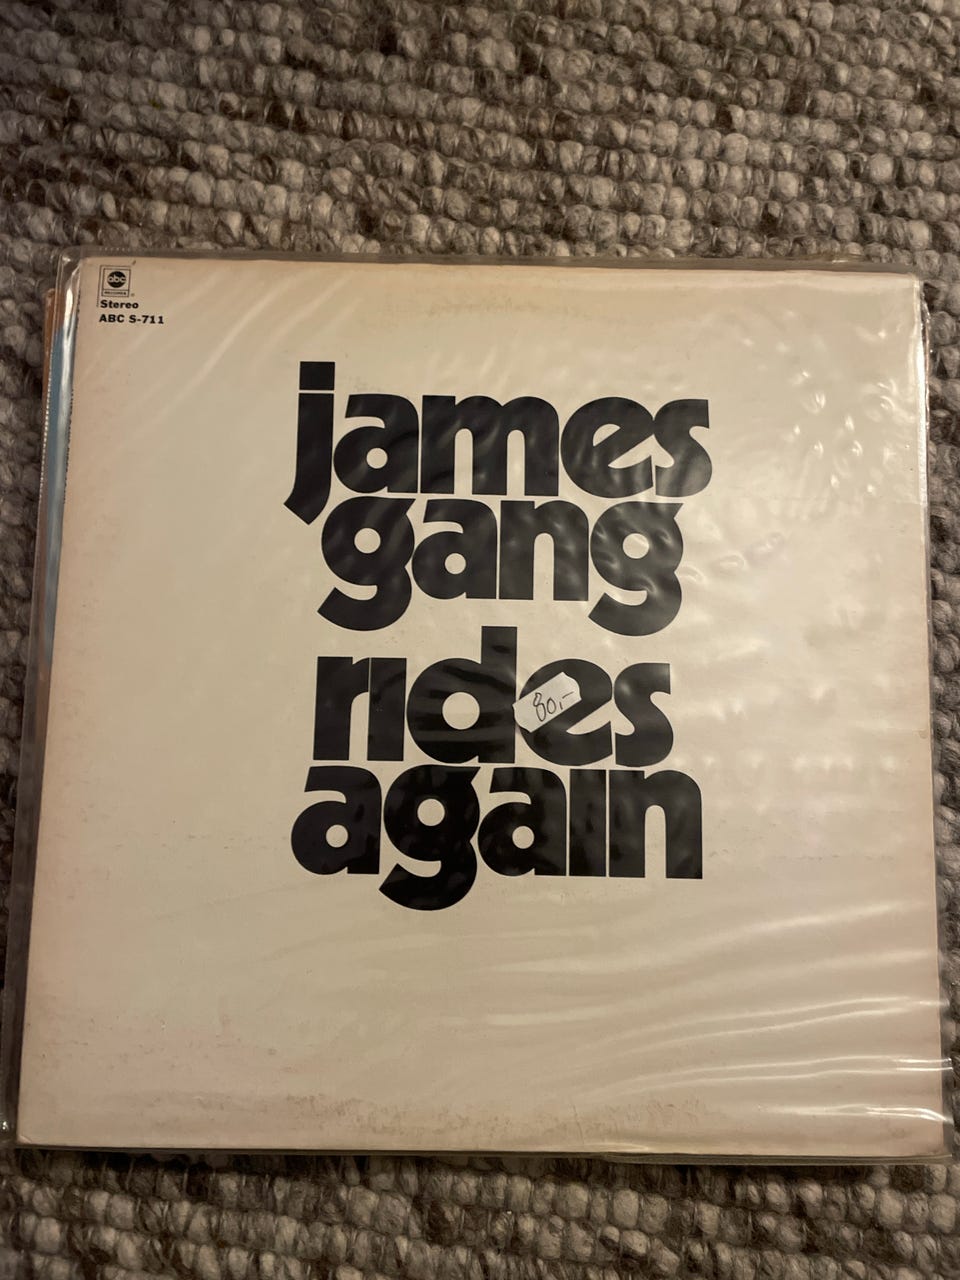 abc
RECORDS
Stereo
ABC S-711
james
gang
rides
again
80,-